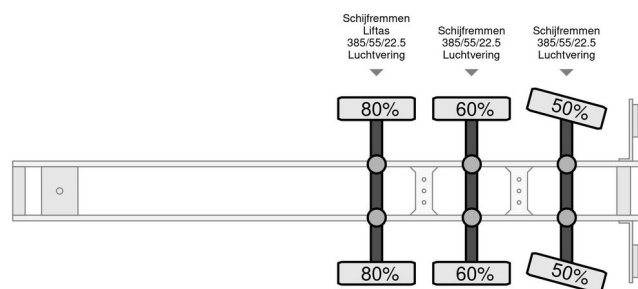 Schijfremmen
Liftas
385/55/22.5
Luchtvering
Schijfremmen
385/55/22.5
Luchtvering
Schijfremmen
385/55/22.5
Luchtvering
80%
60%
50%
80%
60%
50%